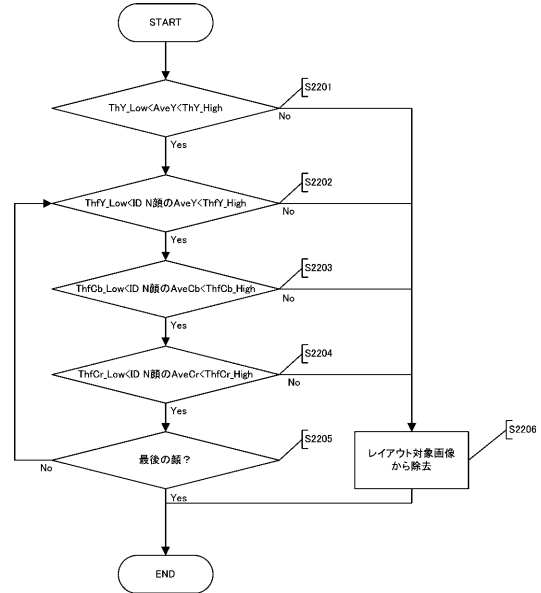 START
S2201
ThY_Low<AveY<ThY_High
No
Yes
S2202
ThfY_Low<ID N顔のAveY<ThfY_High
No
Yes
S2203
ThfCb_Low<ID N顔のAveCb<ThfCb_High
No
Yes
S2204
ThfCr_Low<ID N顔のAveCr<ThfCr_High
No
Yes
S2205
最後の顔？
No
Yes
S2206
レイアウト対象画像
から除去
END